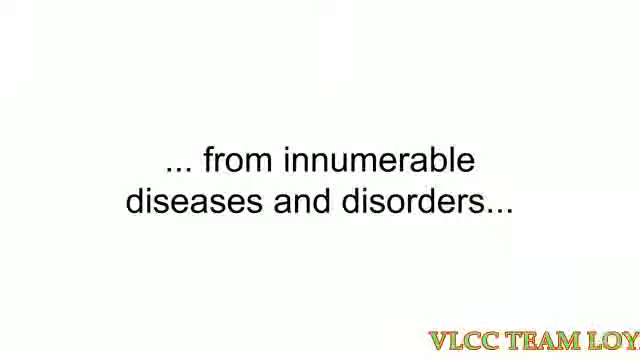 ... from innumerable
diseases and disorders...
VLCC TEAM LOY